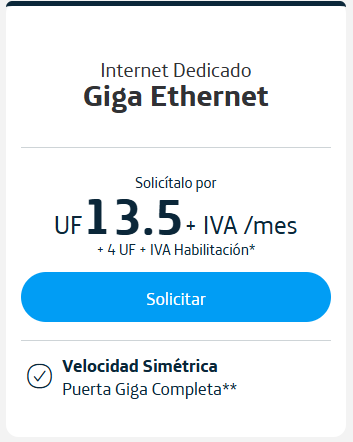 Internet Dedicado
Giga Ethernet
Solicítalo por
UF 13.5 + IVA /mes
+ 4 UF + IVA Habilitación*
Solicitar
Velocidad Simétrica
Puerta Giga Completa**